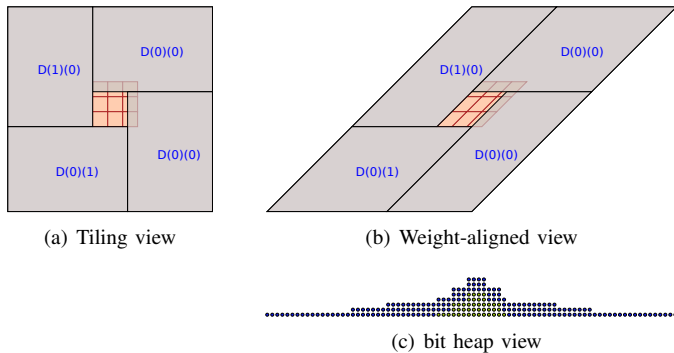 D(1)(0)
D(0)(0)
D(0)(1)
D(0)(0)
(a) Tiling view
D(0)(0)
D(1)(0)
D(0)(1)
D(0)(0)
(b) Weight-aligned view
(c) bit heap view